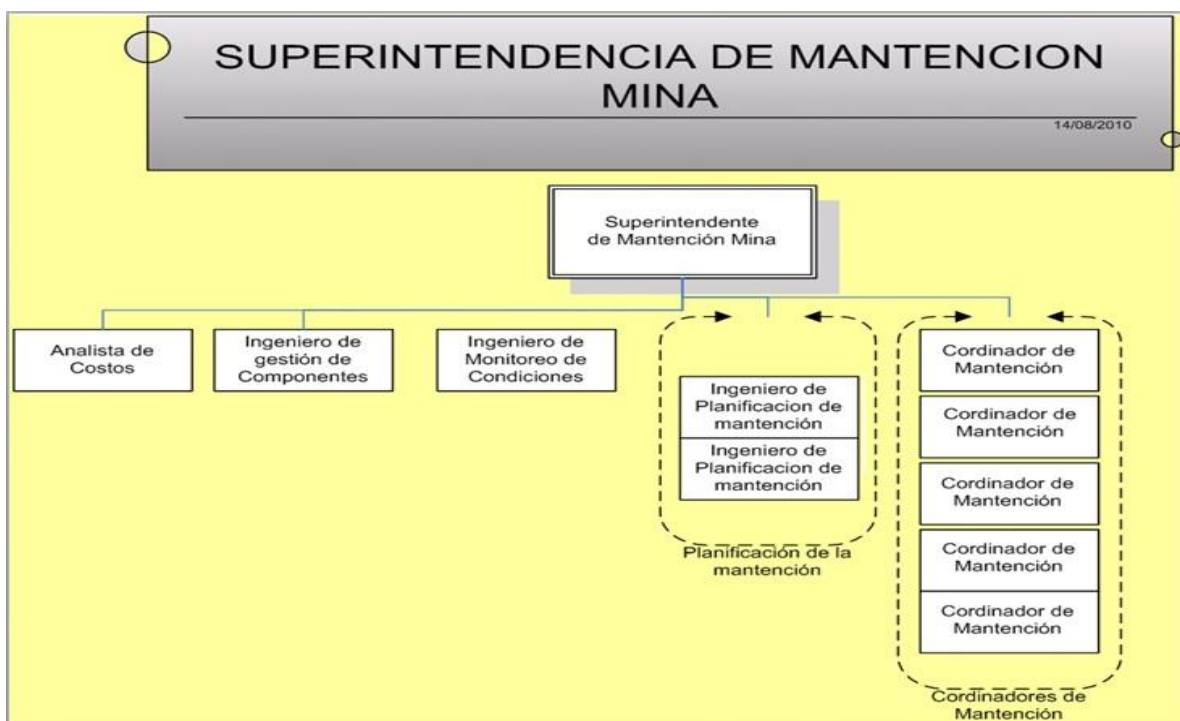 SUPERINTENDENCIA DE MANTENCION
MINA
14/08/2010
Superintendente
de Mantención Mina
Analista de
Costos
Ingeniero de
gestión de
Componentes
Ingeniero de
Monitoreo de
Condiciones
Ingeniero de
Planificacion de
mantención
Ingeniero de
Planificacion de
mantención
Planificación de la
mantención
Cordinador de
Mantención
Cordinador de
Mantención
Cordinador de
Mantención
Cordinador de
Mantención
Cordinador de
Mantención
Cordinadores de
Mantención